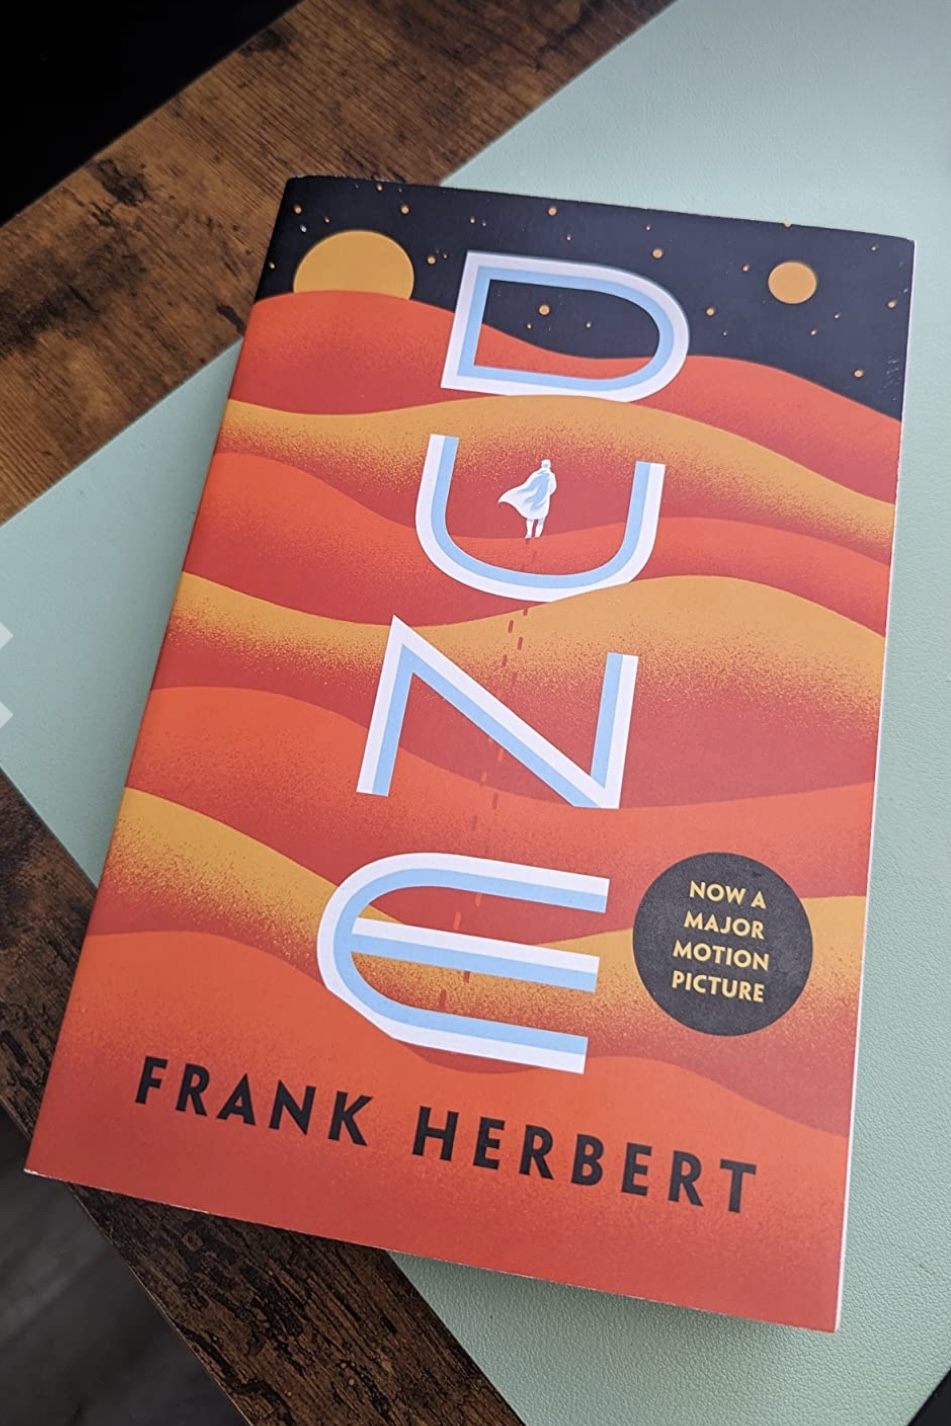 DUNE
NOW A
MAJOR
MOTION
PICTURE
FRANK HERBERT